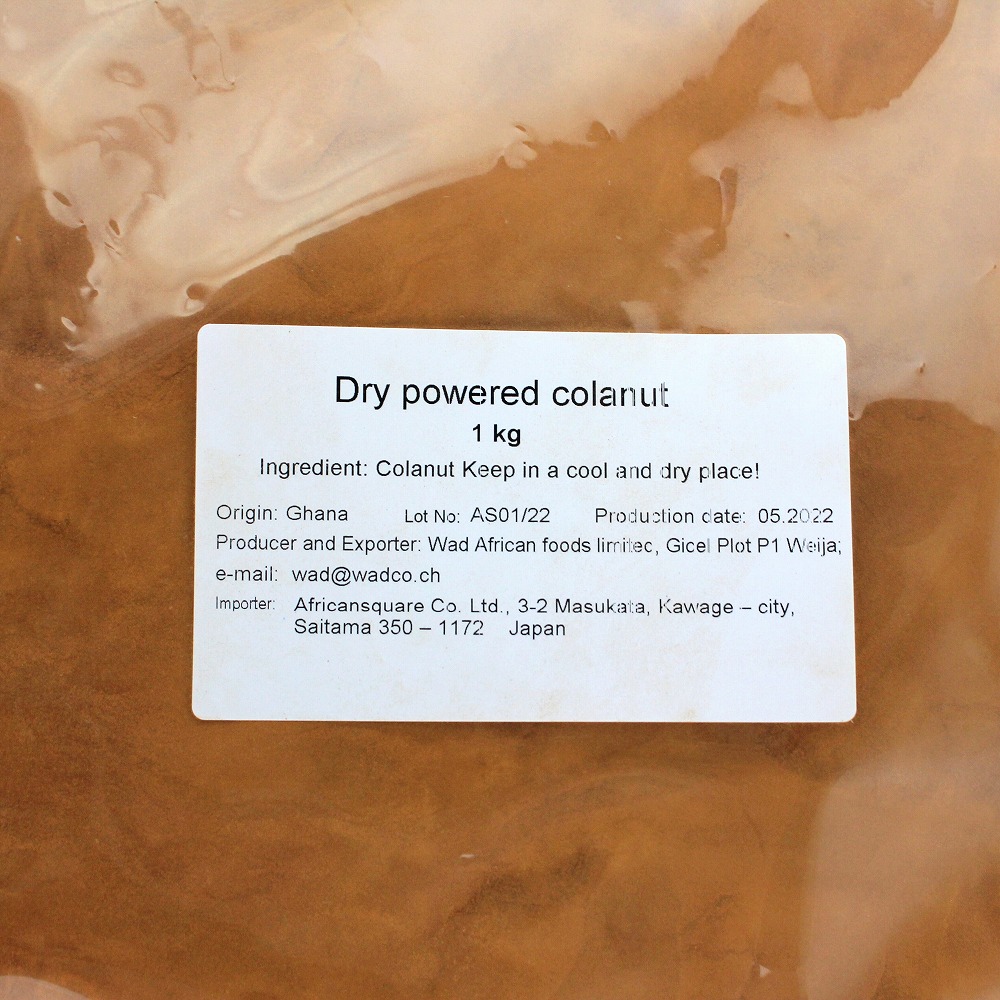 Dry powered colanut
1 kg
Ingredient: Colanut Keep in a cool and dry place!
Origin: Ghana Lot No: AS01/22 Production date: 05.2022
Producer and Exporter: Wad African foods limited, Gicel Plot P1 Weija;
e-mail: wad@wadco.ch
Importer: Africansquare Co. Ltd., 3-2 Masukata, Kawage – city,
Saitama 350 – 1172 Japan